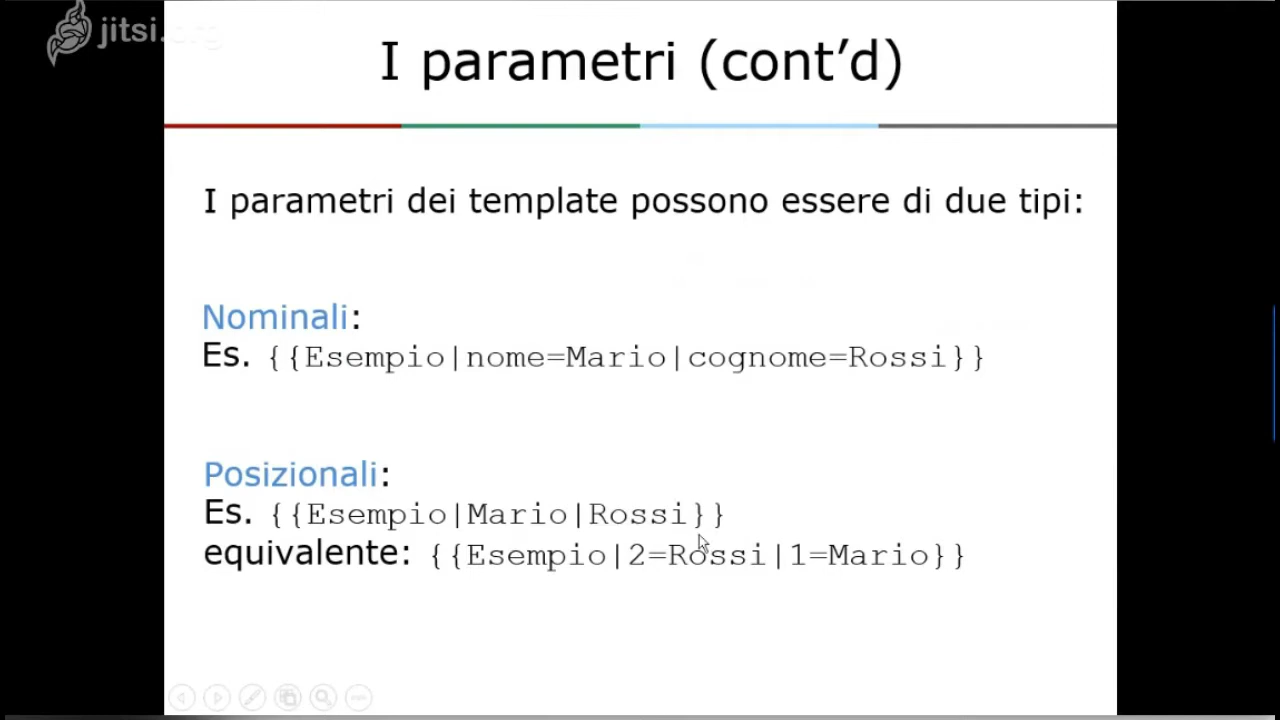 jitsi.org
I parametri (cont’d)
I parametri dei template possono essere di due tipi:
Nominali:
Es. {{Esempio|nome=Mario|cognome=Rossi}}
Posizionali:
Es. {{Esempio|Mario|Rossi}}
equivalente: {{Esempio|2=Rossi|1=Mario}}